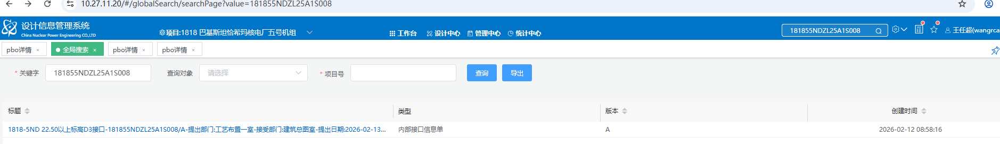 10.27.11.20/#/globalSearch/searchPage?value=181855NDZL25A1S008
设计信息管理系统
China Nuclear Power Engineering CO.,LTD
项目:1818 巴基斯坦恰希玛核电厂五号机组
工作台 设计中心 管理中心 统计中心
181855NDZL25A1S008
王任超(wangrca
pbo详情 × 全局搜索 × pbo详情 × pbo详情 ×
* 关键字 181855NDZL25A1S008 查询对象 请选择 * 项目号 查询 导出
标题 类型 版本 创建时间
1818-5ND 22.50以上标高D3接口-181855NDZL25A1S008/A-提出部门:工艺布置一室-接受部门:建筑总图室-提出日期:2026-02-13... 内部接口信息单 A 2026-02-12 08:58:16